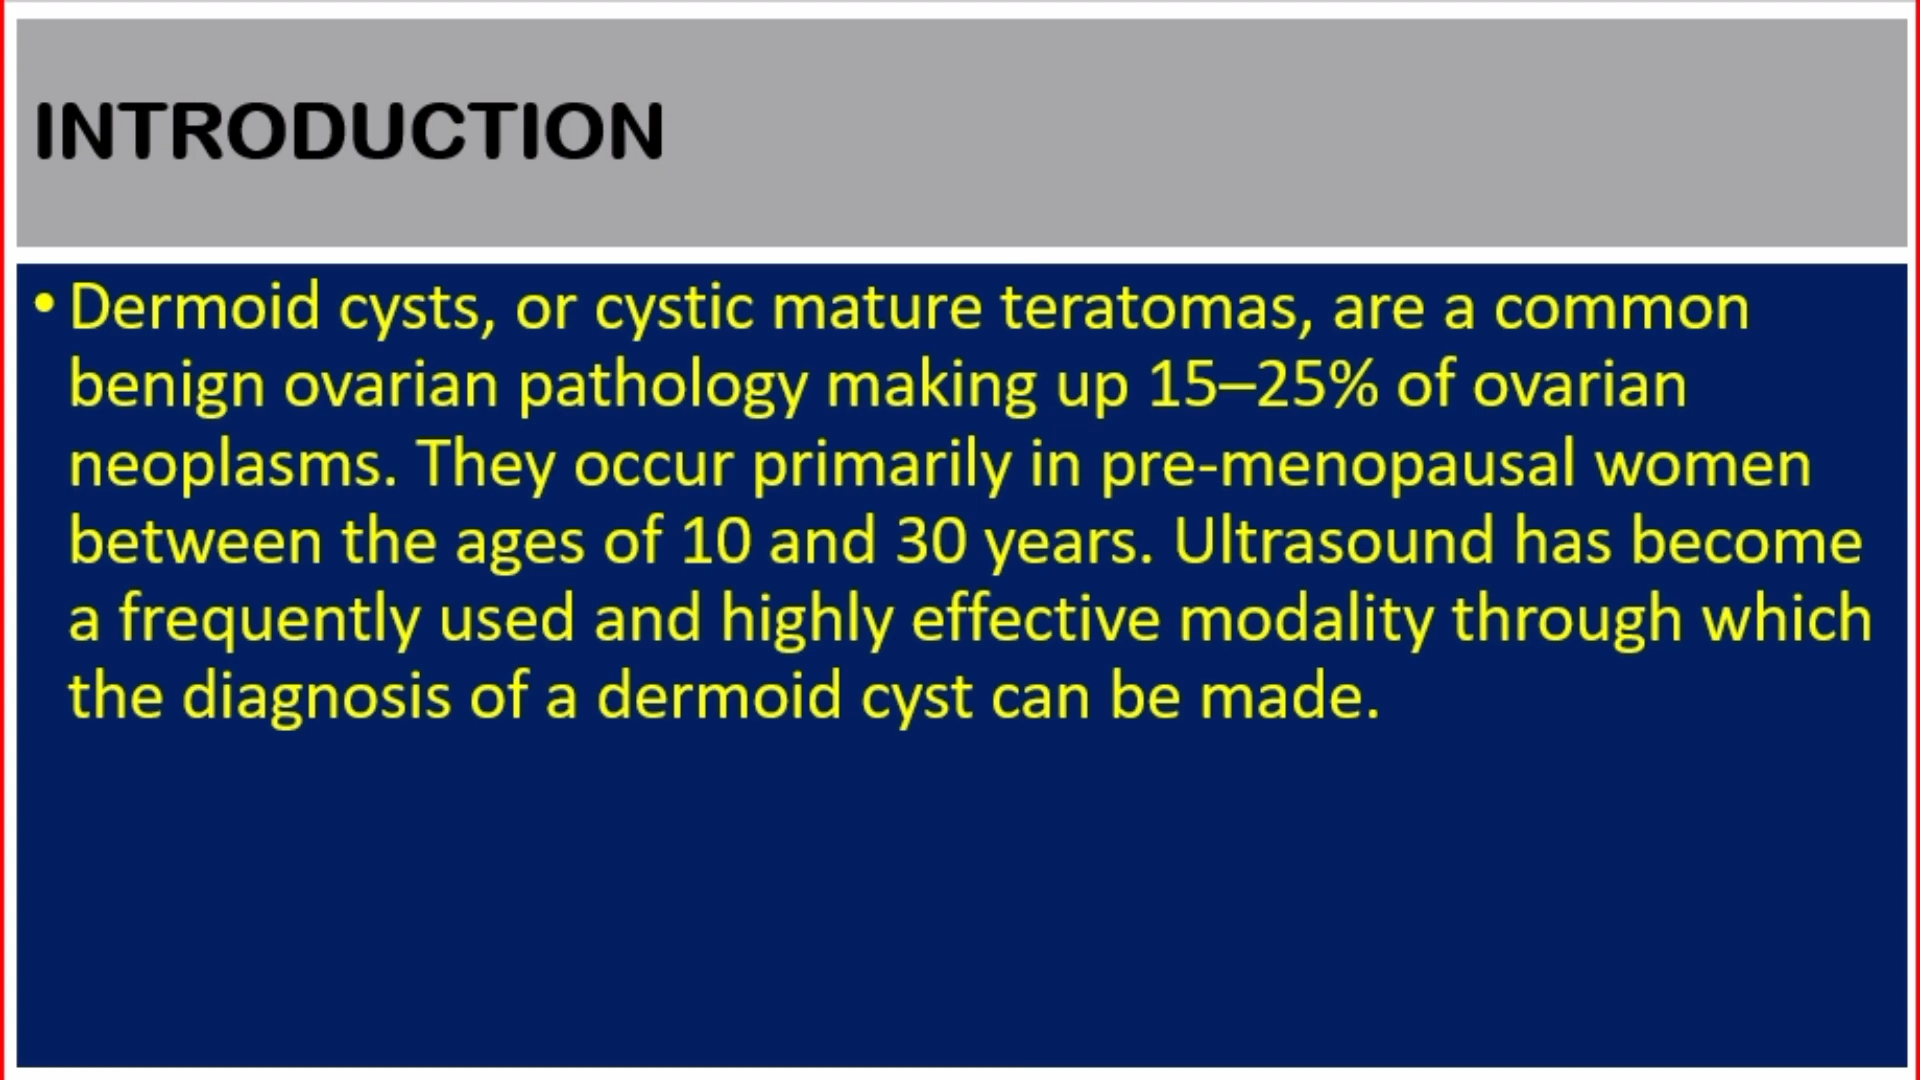 INTRODUCTION
• Dermoid cysts, or cystic mature teratomas, are a common
benign ovarian pathology making up 15–25% of ovarian
neoplasms. They occur primarily in pre-menopausal women
between the ages of 10 and 30 years. Ultrasound has become
a frequently used and highly effective modality through which
the diagnosis of a dermoid cyst can be made.